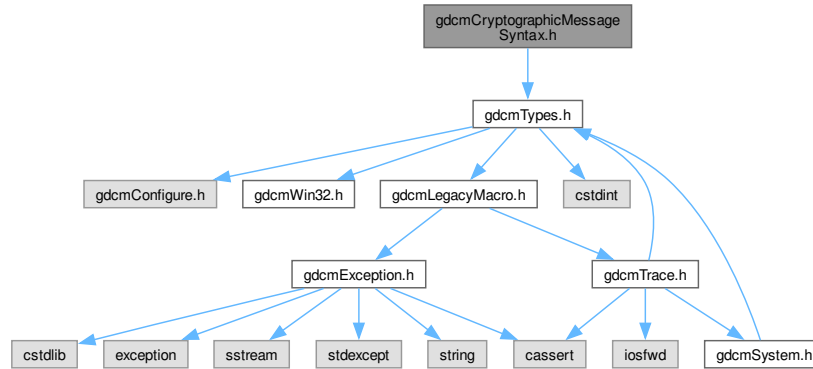 gdcmCryptographicMessage
Syntax.h
gdcmTypes.h
gdcmConfigure.h
gdcmWin32.h
gdcmLegacyMacro.h
cstdint
gdcmException.h
gdcmTrace.h
cstdlib
exception
sstream
stdexcept
string
cassert
iosfwd
gdcmSystem.h